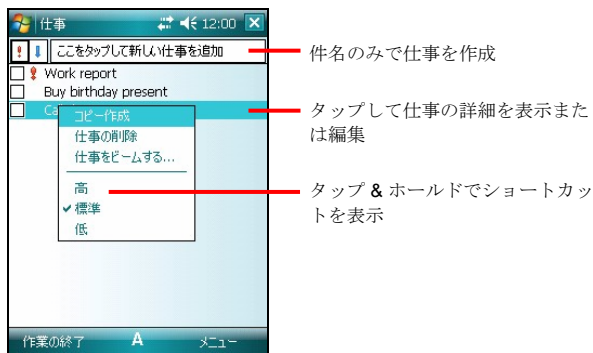 仕事 12:00
ここをタップして新しい仕事を追加
Work report
Buy birthday present
Ca
コピー作成
仕事の削除
仕事をビームする...
高
標準
低
作業の終了 A メニュー
件名のみで仕事を作成
タップして仕事の詳細を表示また
は編集
タップ & ホールドでショートカッ
トを表示